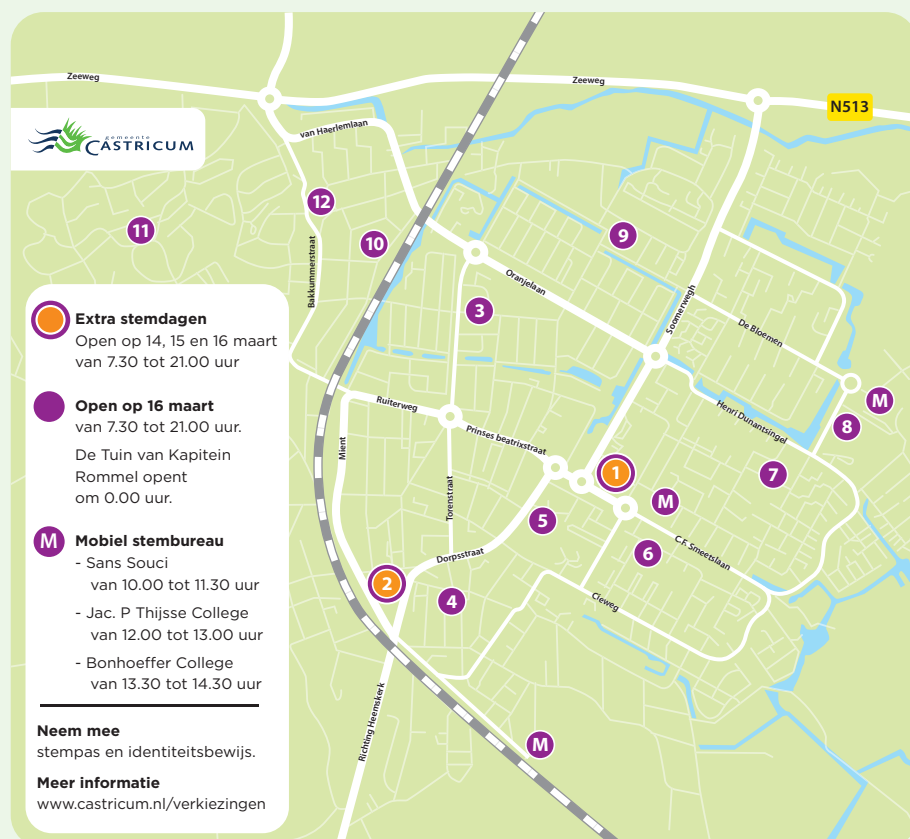 Zeeweg
Zeeweg
N513
gemeente
CASTRICUM
van Haerlemlaan
12
11
10
9
Bakkummerstraat
Oranjelaan
3
Soomerwegh
De Bloemen
Extra stemdagen
Open op 14, 15 en 16 maart
van 7.30 tot 21.00 uur
Open op 16 maart
van 7.30 tot 21.00 uur.
De Tuin van Kapitein
Rommel opent
om 0.00 uur.
M
Mobiel stembureau
- Sans Souci
van 10.00 tot 11.30 uur
- Jac. P Thijsse College
van 12.00 tot 13.00 uur
- Bonhoeffer College
van 13.30 tot 14.30 uur
Neem mee
stempas en identiteitsbewijs.
Meer informatie
www.castricum.nl/verkiezingen
Ruiterweg
Mient
Prinses beatrixstraat
Henri Dunantsingel
M
8
7
1
M
Torenstraat
5
6
C.F. Smeetslaan
Dorpsstraat
2
4
Cieweg
Richting Heemskerk
M